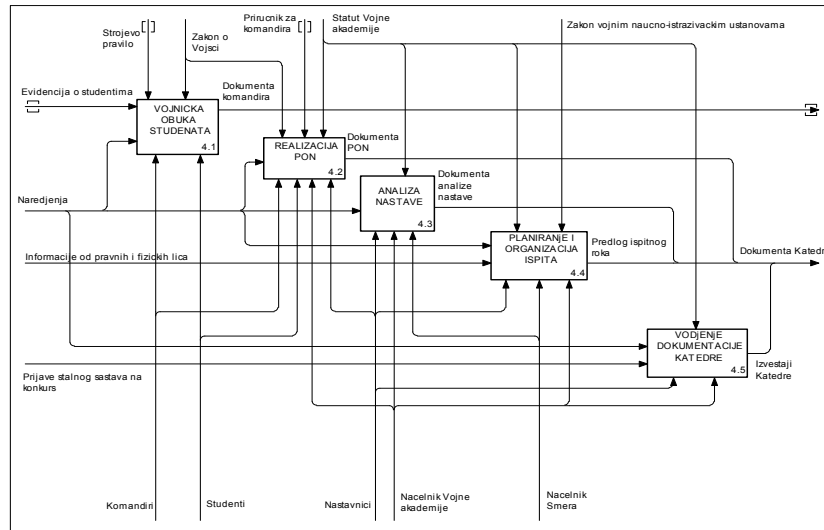 Strojevo
pravilo
Zakon o
Vojsci
Prirucnik za
komandira
Statut Vojne
akademije
Zakon vojnim naucno-istrazivackim ustanovama
Evidencija o studentima
Dokumenta
komandira
VOJNICKA
OBUKA
STUDENATA
4.1
REALIZACIJA
PON
4.2
Dokumenta
PON
ANALIZA
NASTAVE
4.3
Dokumenta
analize
nastave
Naredjenja
PLANIRANjE I
ORGANIZACIJA
ISPITA
4.4
Predlog ispitnog
roka
Dokumenta Katedr
Informacije od pravnih i fizickih lica
VODjENjE
DOKUMENTACIJE
KATEDRE
4.5
Izvestaji
Katedre
Prijave stalnog sastava na
konkurs
Komandiri
Studenti
Nastavnici
Nacelnik Vojne
akademije
Nacelnik
Smera